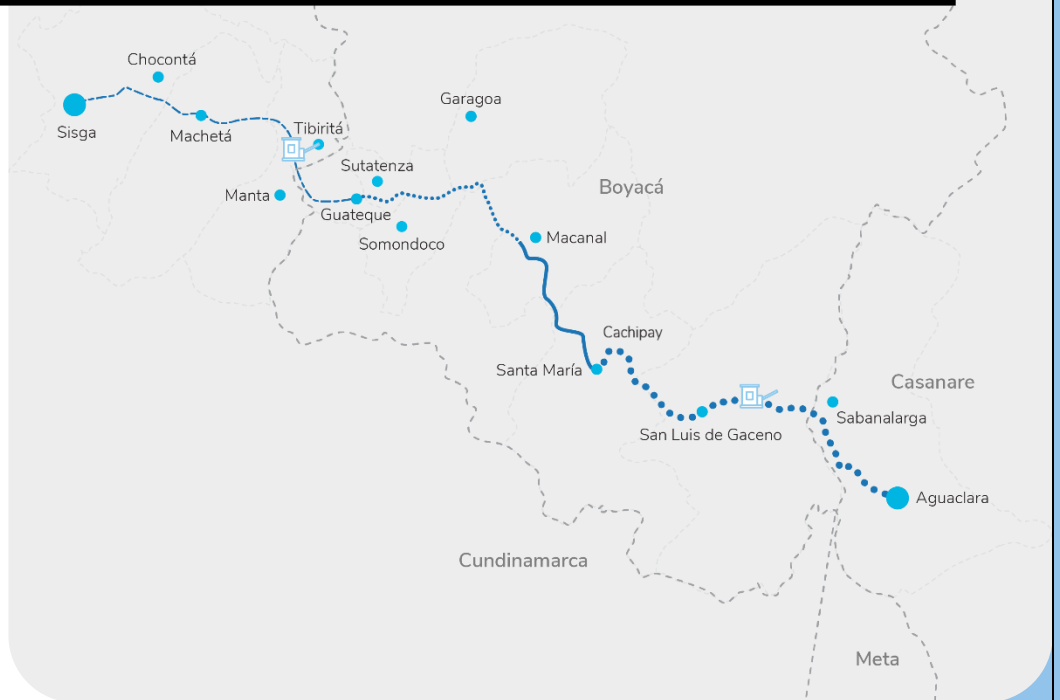 Chocontá
Sisga
Machetá
Tibiritá
Garagoa
Sutatenza
Manta
Guateque
Somondoco
Boyacá
Macanal
Cachipay
Santa María
Casanare
Sabanalarga
San Luis de Gaceno
Aguaclara
Cundinamarca
Meta